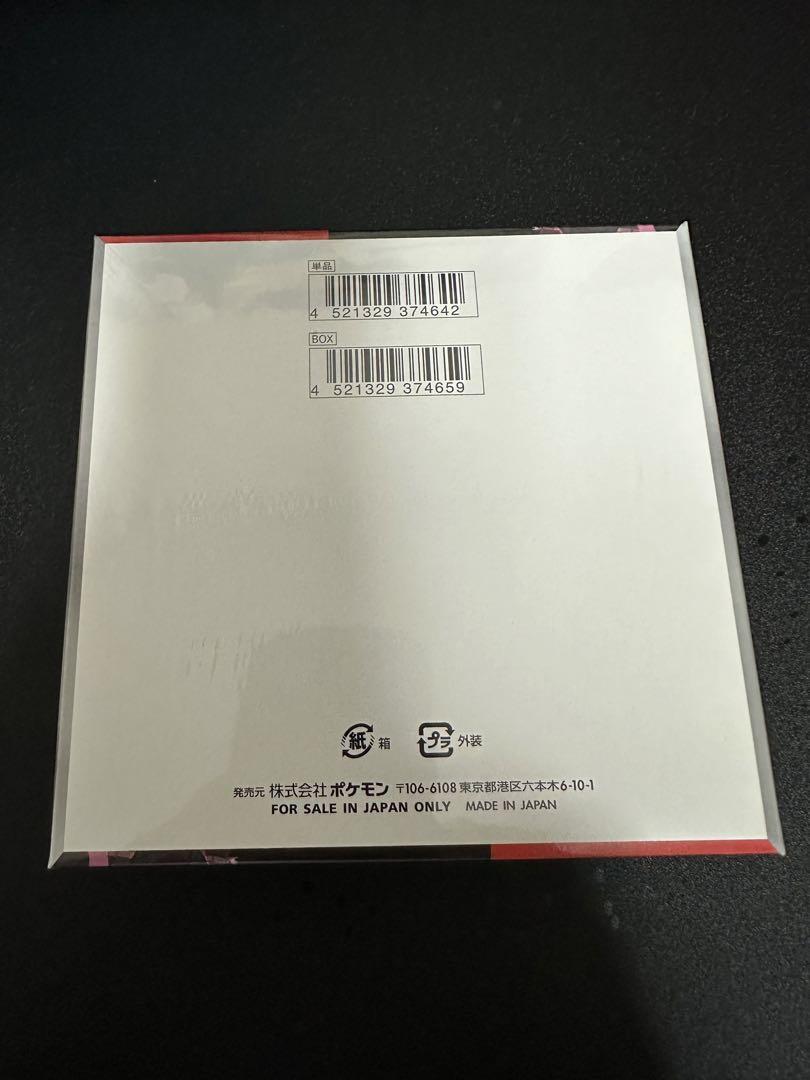 単品
4 521329 374642
BOX
4 521329 374659
紙 箱 プラ 外装
発売元 株式会社ポケモン 〒106-6108 東京都港区六本木6-10-1
FOR SALE IN JAPAN ONLY MADE IN JAPAN